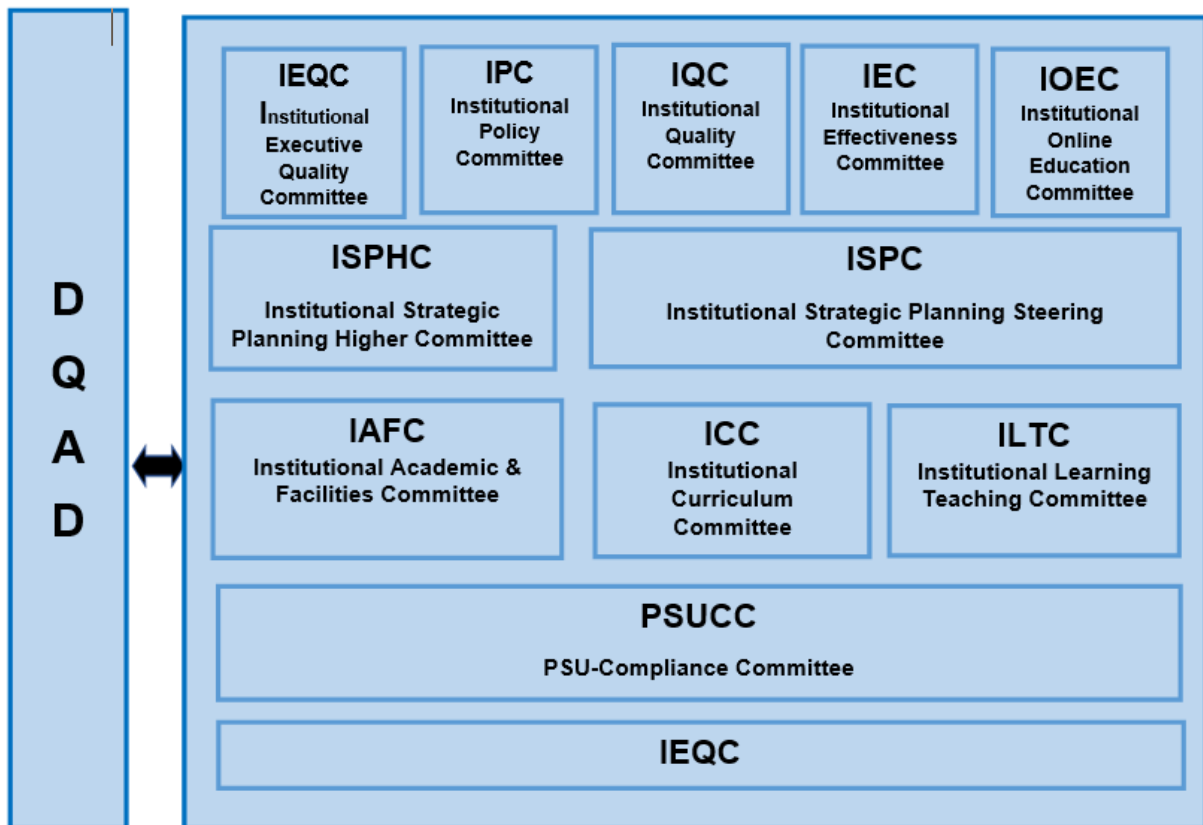 D
Q
A
D
IEQC
Institutional
Executive
Quality
Committee
IPC
Institutional
Policy
Committee
IQC
Institutional
Quality
Committee
IEC
Institutional
Effectiveness
Committee
IOEC
Institutional
Online
Education
Committee
ISPHC
Institutional Strategic
Planning Higher Committee
ISPC
Institutional Strategic Planning Steering
Committee
IAFC
Institutional Academic &
Facilities Committee
ICC
Institutional
Curriculum
Committee
ILTC
Institutional Learning
Teaching Committee
PSUCC
PSU-Compliance Committee
IEQC